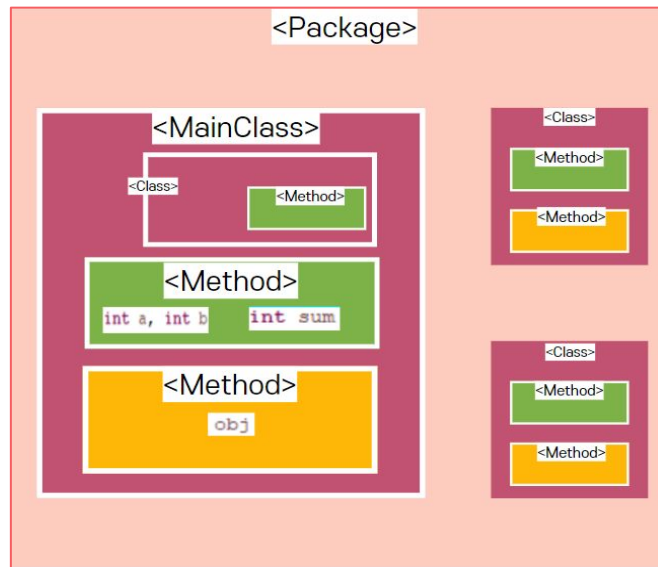 <Package>
<MainClass>
<Class>
<Method>
<Method>
int a, int b
int sum
<Method>
obj
<Class>
<Method>
<Method>
<Class>
<Method>
<Method>